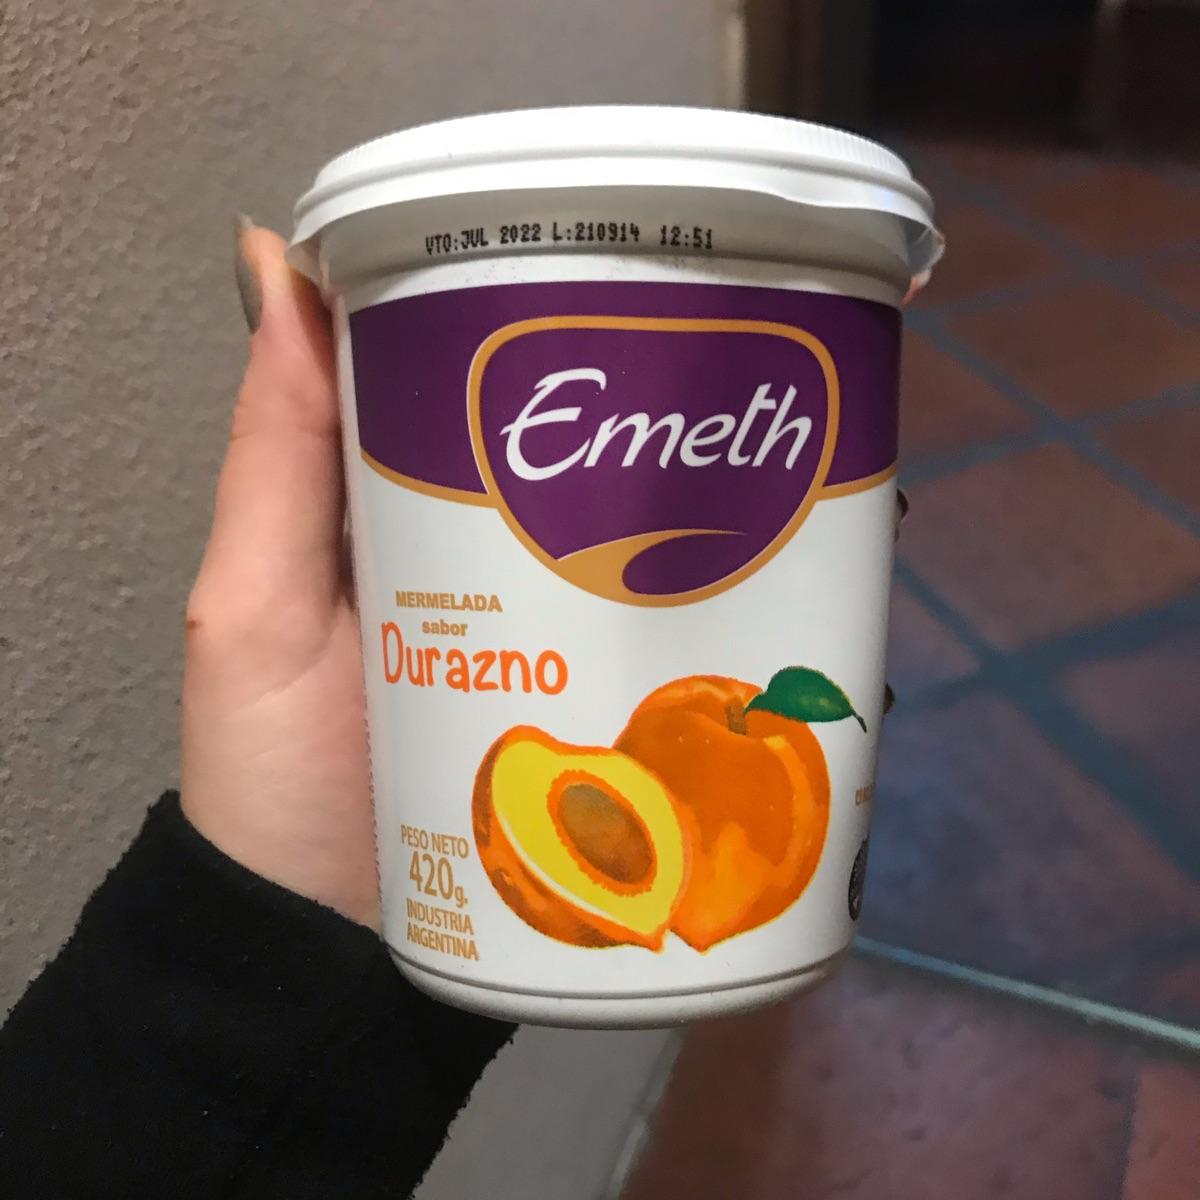 VTO:JUL 2022 L:210914 12:51
Emeth
MERMELADA
sabor
Durazno
PESO NETO
420g.
INDUSTRIA
ARGENTINA